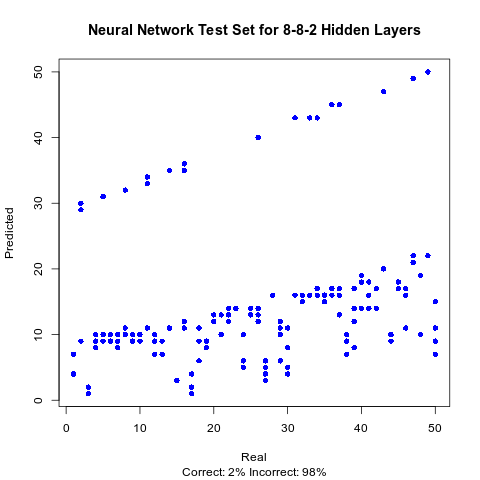 Neural Network Test Set for 8-8-2 Hidden Layers
Predicted
50
40
30
20
10
0
0 10 20 30 40 50
Real
Correct: 2% Incorrect: 98%